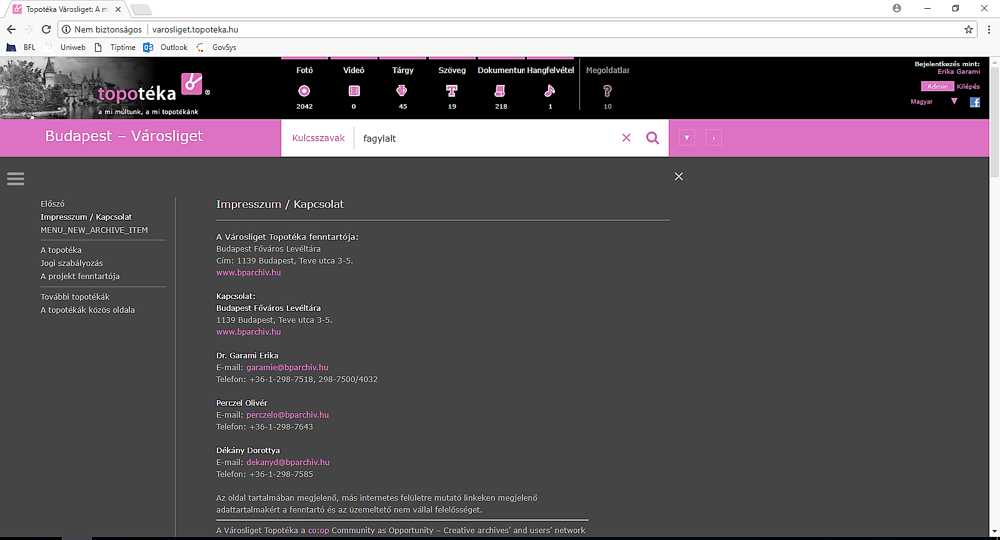 Topotéka Városliget: A m
Nem biztonságos
varosliget.topoteka.hu
BFL
Uniweb
Tiptime
Outlook
GovSys
topotéka ®
a mi múltunk, a mi topotékánk
Fotó
Videó
Tárgy
Szöveg
Dokumentum
Hangfelvétel
Megoldatlan
2042
0
45
19
218
1
10
Bejelentkezés mint:
Erika Garami
Admin Kilépés
Magyar
Budapest – Városliget
Kulcsszavak
fagylalt
i
Előszó
Impresszum / Kapcsolat
MENU_NEW_ARCHIVE_ITEM
A topotéka
Jogi szabályozás
A projekt fenntartója
További topotékák
A topotékák közös oldala
Impresszum / Kapcsolat
A Városliget Topotéka fenntartója:
Budapest Főváros Levéltára
Cím: 1139 Budapest, Teve utca 3-5.
www.bparchiv.hu
Kapcsolat:
Budapest Főváros Levéltára
1139 Budapest, Teve utca 3-5.
www.bparchiv.hu
Dr. Garami Erika
E-mail: garamie@bparchiv.hu
Telefon: +36-1-298-7518, 298-7500/4032
Perczel Olivér
E-mail: perczelo@bparchiv.hu
Telefon: +36-1-298-7643
Dékány Dorottya
E-mail: dekanyd@bparchiv.hu
Telefon: +36-1-298-7585
Az oldal tartalmában megjelenő, más internetes felületre mutató linkeken megjelenő
adattartalmakért a fenntartó és az üzemeltető nem vállal felelősséget.
A Városliget Topotéka a co:op Community as Opportunity – Creative archives’ and users’ network